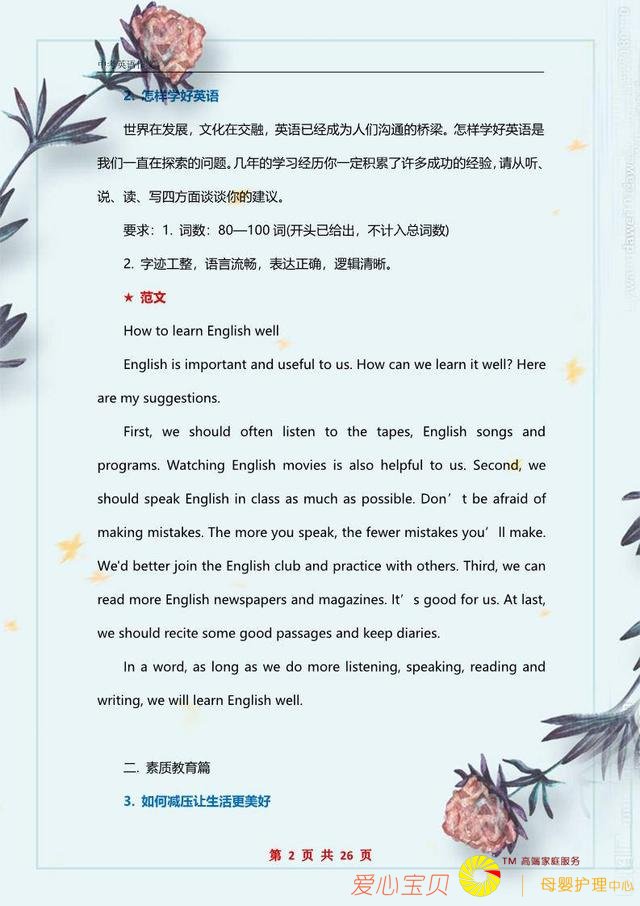 中考英语作文
2. 怎样学好英语
世界在发展，文化在交融，英语已经成为人们沟通的桥梁。怎样学好英语是
我们一直在探索的问题。几年的学习经历你一定积累了许多成功的经验，请从听、
说、读、写四方面谈谈你的建议。
要求：1. 词数：80—100 词(开头已给出，不计入总词数)
2. 字迹工整，语言流畅，表达正确，逻辑清晰。
★ 范文
How to learn English well
English is important and useful to us. How can we learn it well? Here
are my suggestions.
First, we should often listen to the tapes, English songs and
programs. Watching English movies is also helpful to us. Second, we
should speak English in class as much as possible. Don’t be afraid of
making mistakes. The more you speak, the fewer mistakes you’ll make.
We'd better join the English club and practice with others. Third, we can
read more English newspapers and magazines. It’s good for us. At last,
we should recite some good passages and keep diaries.
In a word, as long as we do more listening, speaking, reading and
writing, we will learn English well.
二. 素质教育篇
3. 如何减压让生活更美好
第 2 页 共 26 页
TM 高端家庭服务
爱心宝贝 | 母婴护理中心